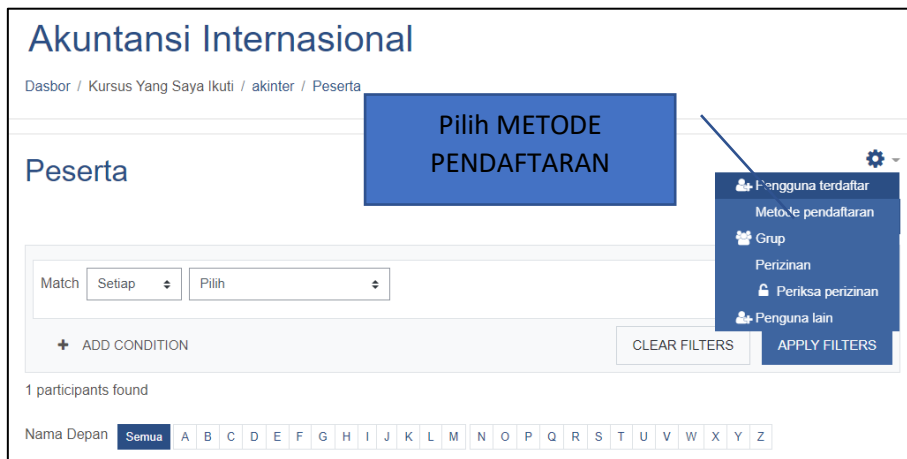 Akuntansi Internasional
Dasbor / Kursus Yang Saya Ikuti / akinter / Peserta
Pilih METODE
PENDAFTARAN
Peserta
Pengguna terdaftar
Metode pendaftaran
Grup
Perizinan
Periksa perizinan
Penguna lain
Match Setiap Pilih
+ ADD CONDITION CLEAR FILTERS APPLY FILTERS
1 participants found
Nama Depan Semua A B C D E F G H I J K L M N O P Q R S T U V W X Y Z